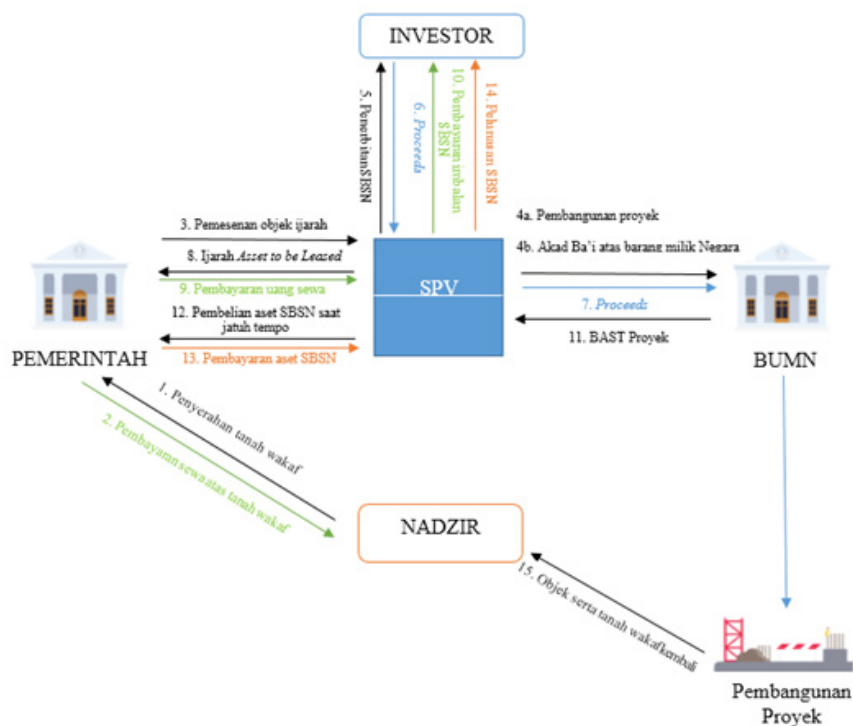 INVESTOR
5. Penerbitan SBSN
6. Proceeds
10. Pembayaran imbalan
SBSN
14. Pelunasan SBSN
3. Pemesenan objek ijarah
8. Ijarah Asset to be Leased
9. Pembayaran uang sewa
12. Pembelian aset SBSN saat
jatuh tempo
13. Pembayaran aset SBSN
PEMERINTAH
SPV
4a. Pembangunan proyek
4b. Akad Ba'i atas barang milik Negara
7. Proceeds
11. BAST Proyek
BUMN
1. Penyerahan tanah wakaf
2. Pembayaran sewa atas tanah wakaf
NADZIR
15. Objek serta tanah wakaf kembali
Pembangunan
Proyek